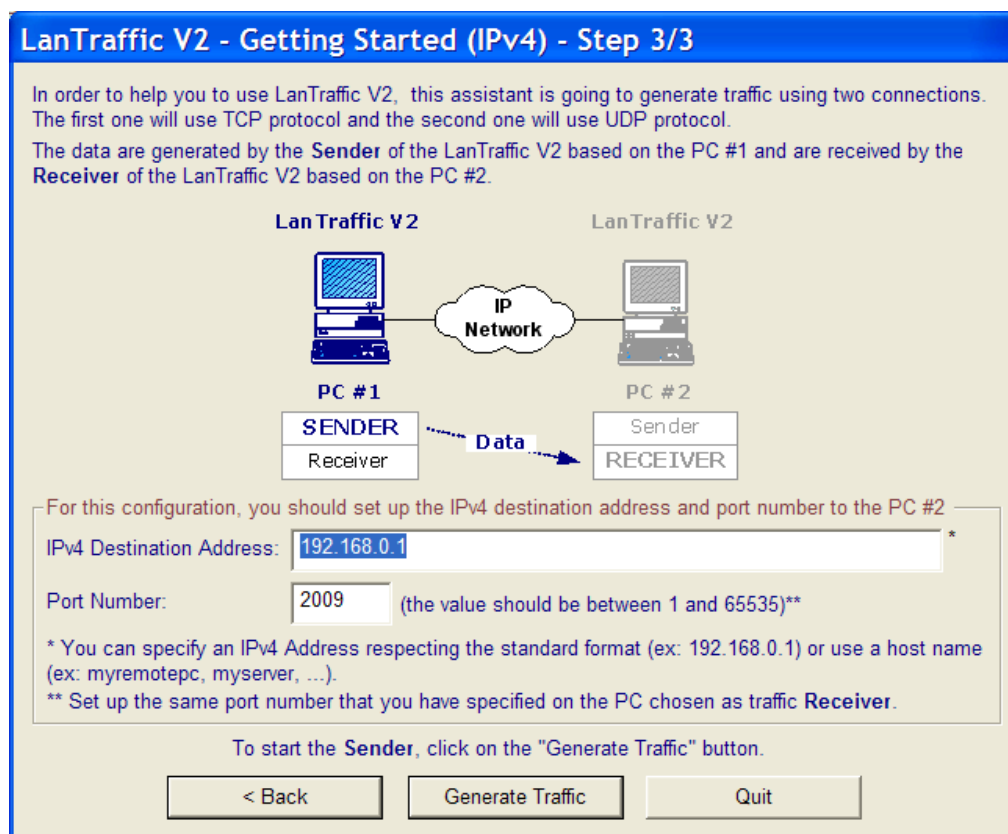 LanTraffic V2 - Getting Started (IPv4) - Step 3/3
In order to help you to use LanTraffic V2, this assistant is going to generate traffic using two connections.
The first one will use TCP protocol and the second one will use UDP protocol.
The data are generated by the Sender of the LanTraffic V2 based on the PC #1 and are received by the
Receiver of the LanTraffic V2 based on the PC #2.
LanTraffic V2
LanTraffic V2
IP
Network
PC #1
PC #2
SENDER
Receiver
Data
Sender
RECEIVER
For this configuration, you should set up the IPv4 destination address and port number to the PC #2
IPv4 Destination Address: 192.168.0.1 *
Port Number: 2009 (the value should be between 1 and 65535)**
* You can specify an IPv4 Address respecting the standard format (ex: 192.168.0.1) or use a host name
(ex: myremotepc, myserver, ...).
** Set up the same port number that you have specified on the PC chosen as traffic Receiver.
To start the Sender, click on the "Generate Traffic" button.
< Back
Generate Traffic
Quit